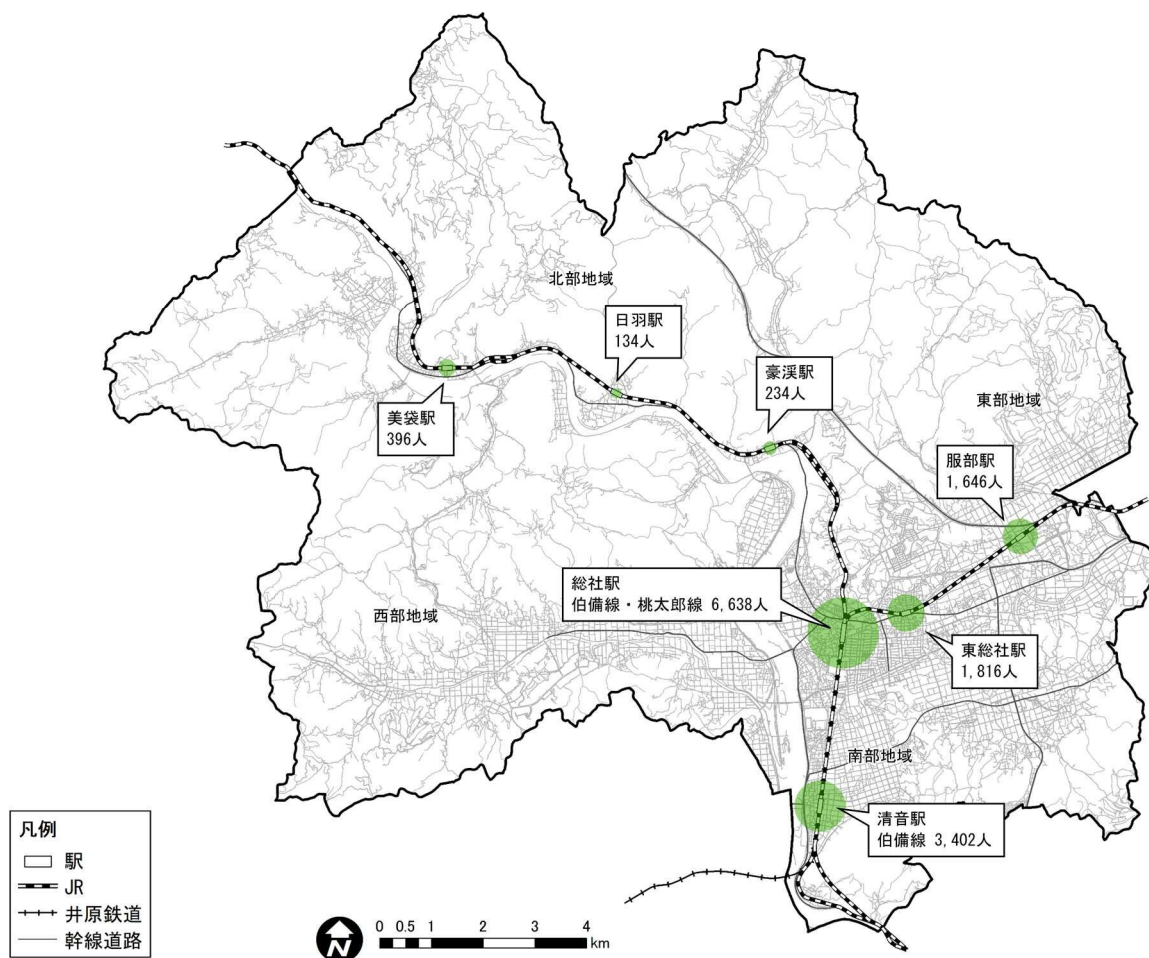 北部地域
日羽駅
134人
豪渓駅
234人
美袋駅
396人
東部地域
服部駅
1,646人
総社駅
伯備線・桃太郎線 6,638人
西部地域
東総社駅
1,816人
南部地域
清音駅
伯備線 3,402人
凡例
駅
JR
井原鉄道
幹線道路
N
0 0.5 1 2 3 4
km